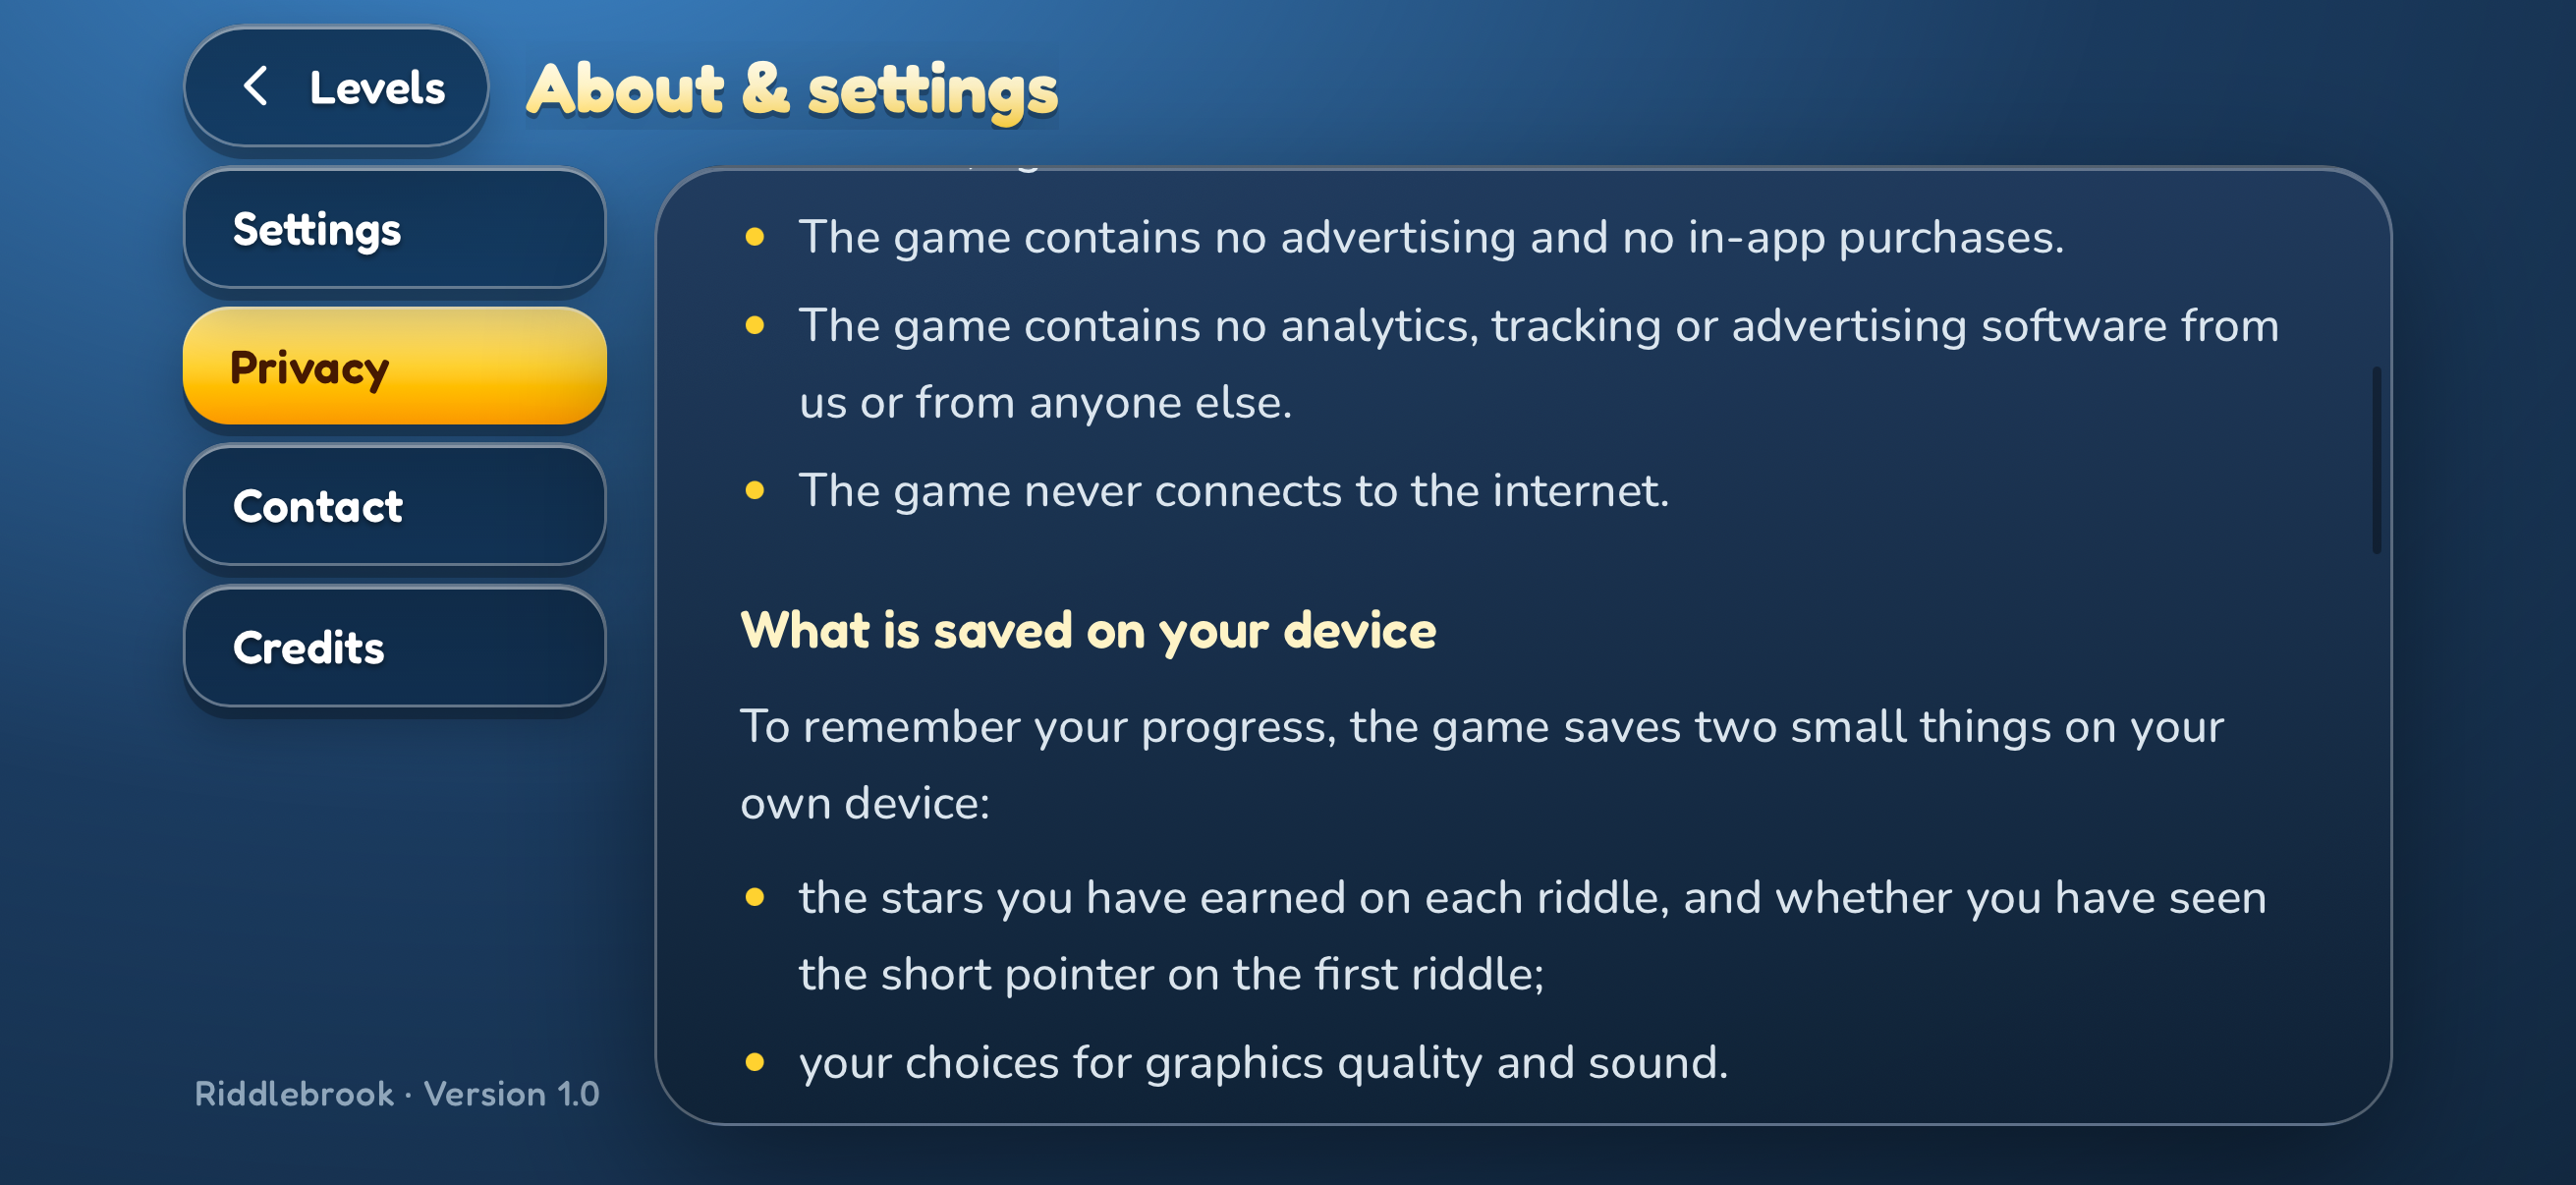 Levels
About & settings
Settings
Privacy
Contact
Credits
Riddlebrook · Version 1.0
• The game contains no advertising and no in-app purchases.
• The game contains no analytics, tracking or advertising software from
us or from anyone else.
• The game never connects to the internet.
What is saved on your device
To remember your progress, the game saves two small things on your
own device:
• the stars you have earned on each riddle, and whether you have seen
the short pointer on the first riddle;
• your choices for graphics quality and sound.